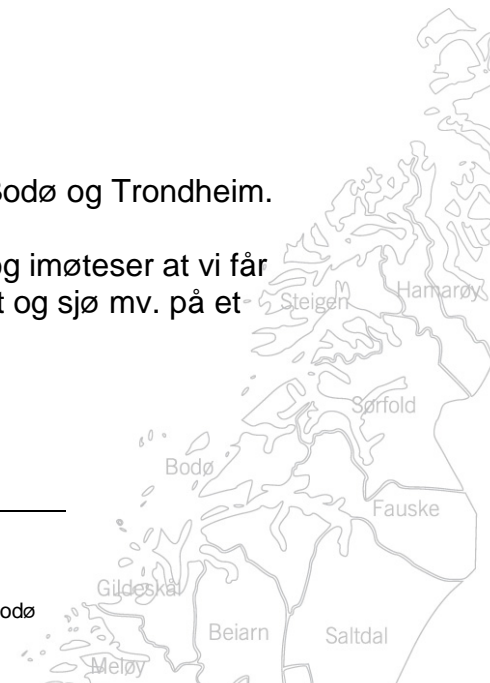 Bodø og Trondheim.
og imøteser at vi får
t og sjø mv. på et
Steigen
Hamarøy
Sørfold
Bodø
Fauske
Gildeskål
odø
Beiarn
Saltdal
Meløy